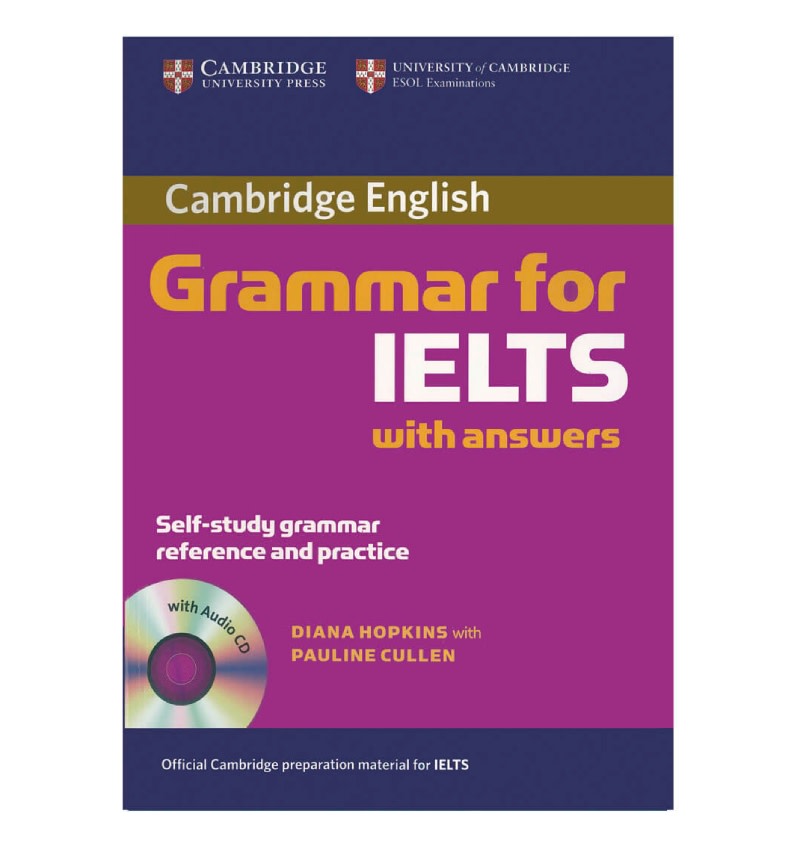 CAMBRIDGE
UNIVERSITY PRESS
UNIVERSITY of CAMBRIDGE
ESOL Examinations
Cambridge English
Grammar for
IELTS
with answers
Self-study grammar
reference and practice
with Audio CD
DIANA HOPKINS with
PAULINE CULLEN
Official Cambridge preparation material for IELTS